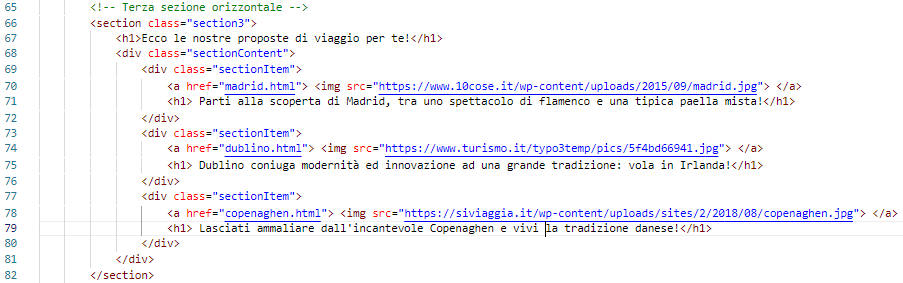 65 <!-- Terza sezione orizzontale -->
66 <section class="section3">
67 <h1>Ecco le nostre proposte di viaggio per te!</h1>
68 <div class="sectionContent">
69 <div class="sectionItem">
70 <a href="madrid.html"> <img src="https://www.10cose.it/wp-content/uploads/2015/09/madrid.jpg"> </a>
71 <h1> Parti alla scoperta di Madrid, tra uno spettacolo di flamenco e una tipica paella mista!</h1>
72 </div>
73 <div class="sectionItem">
74 <a href="dublino.html"> <img src="https://www.turismo.it/typo3temp/pics/5f4bd66941.jpg"> </a>
75 <h1> Dublino coniuga modernità ed innovazione ad una grande tradizione: vola in Irlanda!</h1>
76 </div>
77 <div class="sectionItem">
78 <a href="copenaghen.html"> <img src="https://siviaggia.it/wp-content/uploads/sites/2/2018/08/copenaghen.jpg"> </a>
79 <h1> Lasciati ammaliare dall'incantevole Copenaghen e vivi la tradizione danese!</h1>
80 </div>
81 </div>
82 </section>